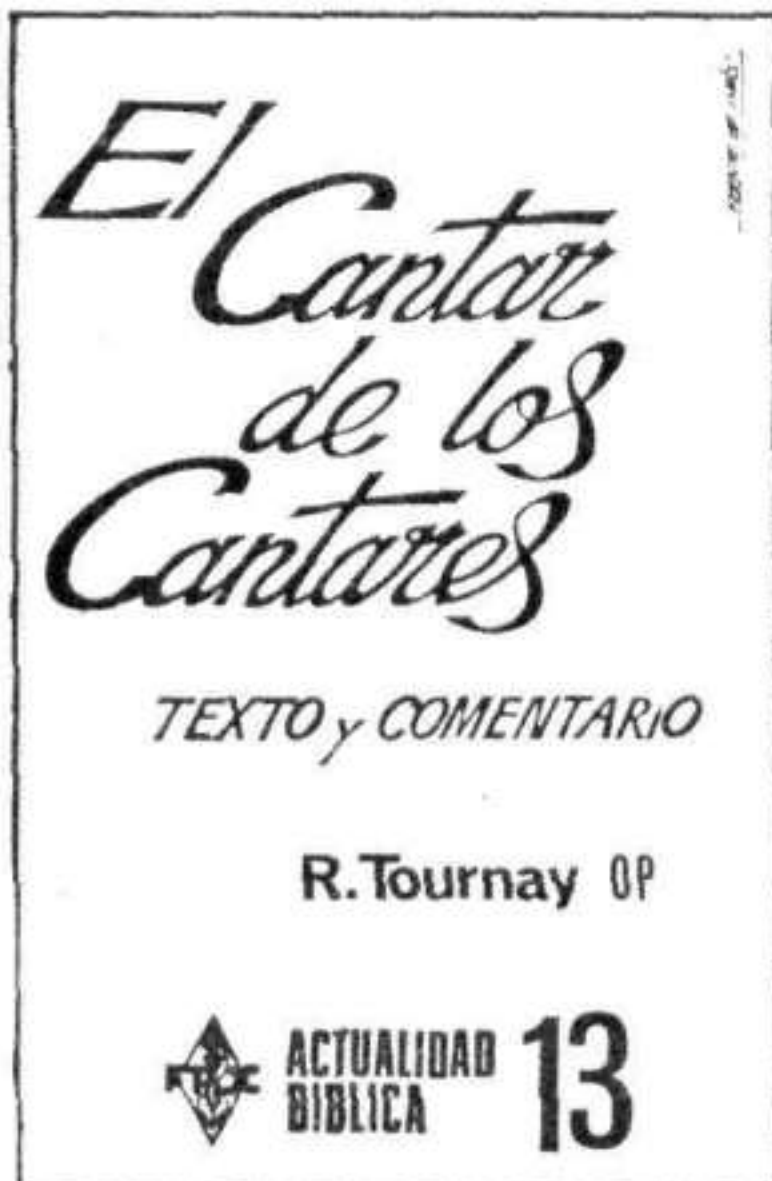 El
Cantar
de los
Cantares
TEXTO y COMENTARIO
R. Tournay OP
ACTUALIDAD
BIBLICA
13